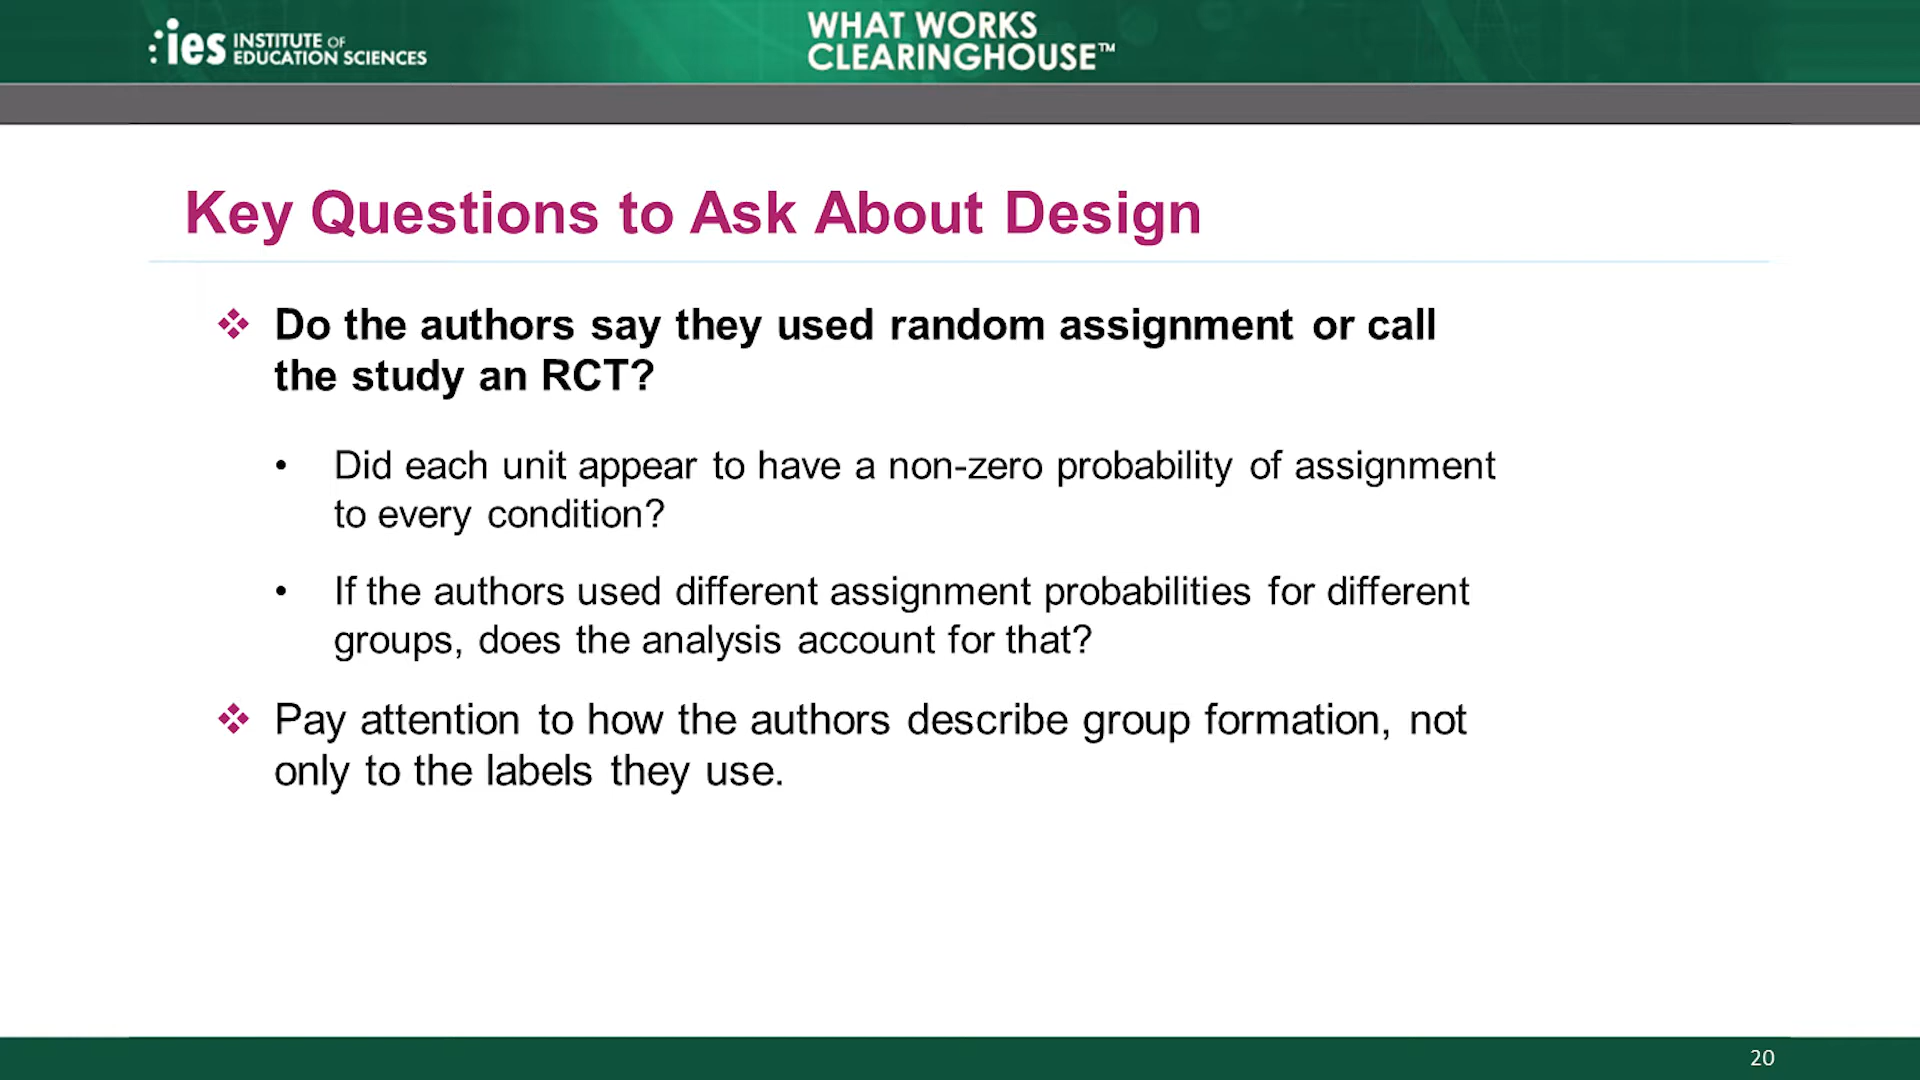 ies INSTITUTE OF
EDUCATION SCIENCES
WHAT WORKS
CLEARINGHOUSE™
Key Questions to Ask About Design
❖ Do the authors say they used random assignment or call
the study an RCT?
• Did each unit appear to have a non-zero probability of assignment
to every condition?
• If the authors used different assignment probabilities for different
groups, does the analysis account for that?
❖ Pay attention to how the authors describe group formation, not
only to the labels they use.
20